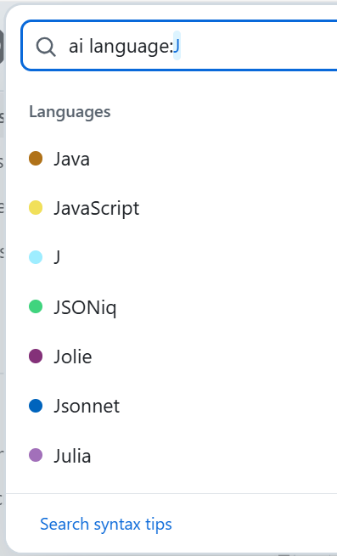 ai language:J
Languages
Java
JavaScript
J
JSONiq
Jolie
Jsonnet
Julia
Search syntax tips